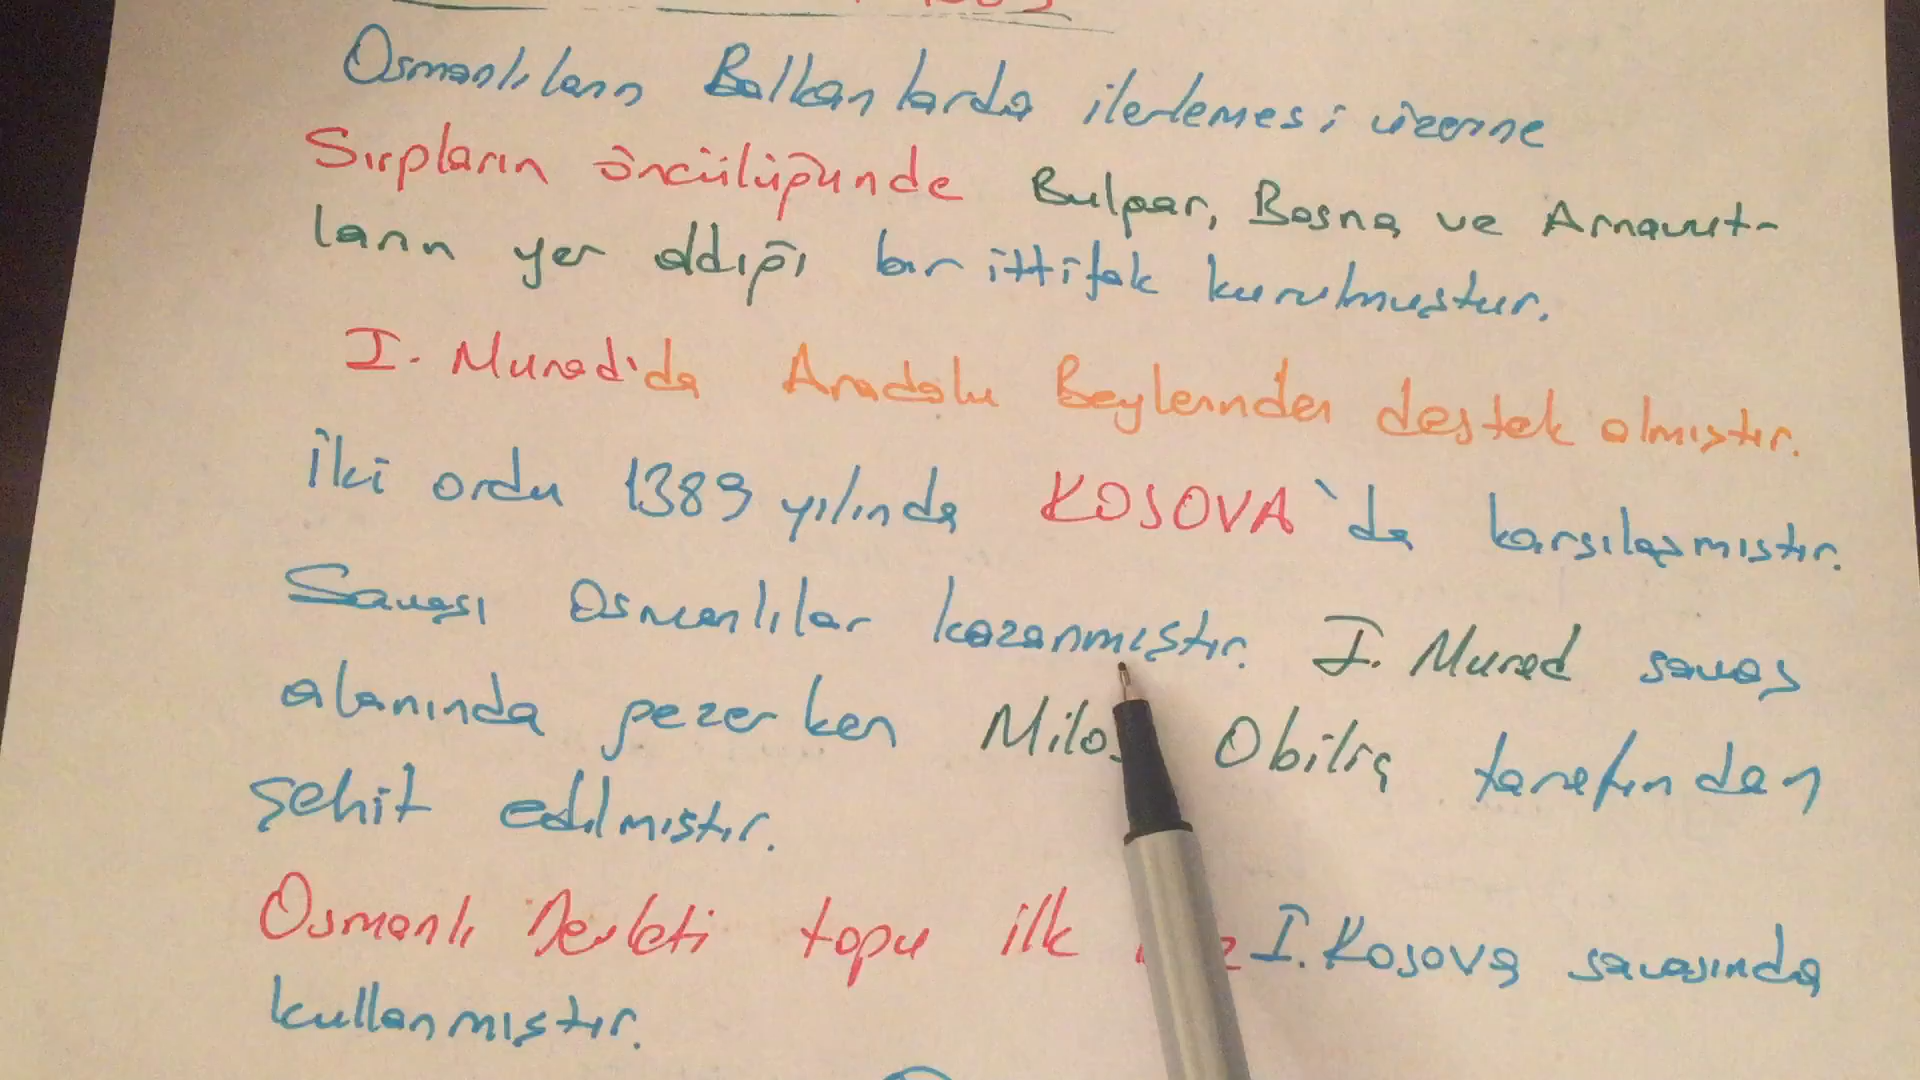 Osmanlıların Balkanlarda ilerlemesi üzerine
Sırpların öncülüğünde Bulgar, Bosna ve Arnavut-
ların yer aldığı bir ittifak kurulmuştur.
I. Murad'da Anadolu Beylerinden destek almıştır.
İki ordu 1389 yılında KOSOVA'da karşılaşmıştır.
Savaşı Osmanlılar kazanmıştır. I. Murad savaş
alanında gezerken Miloş Obiliç tarafından
şehit edilmiştir.
Osmanlı Devleti topu ilk I. Kosova savaşında
kullanmıştır.